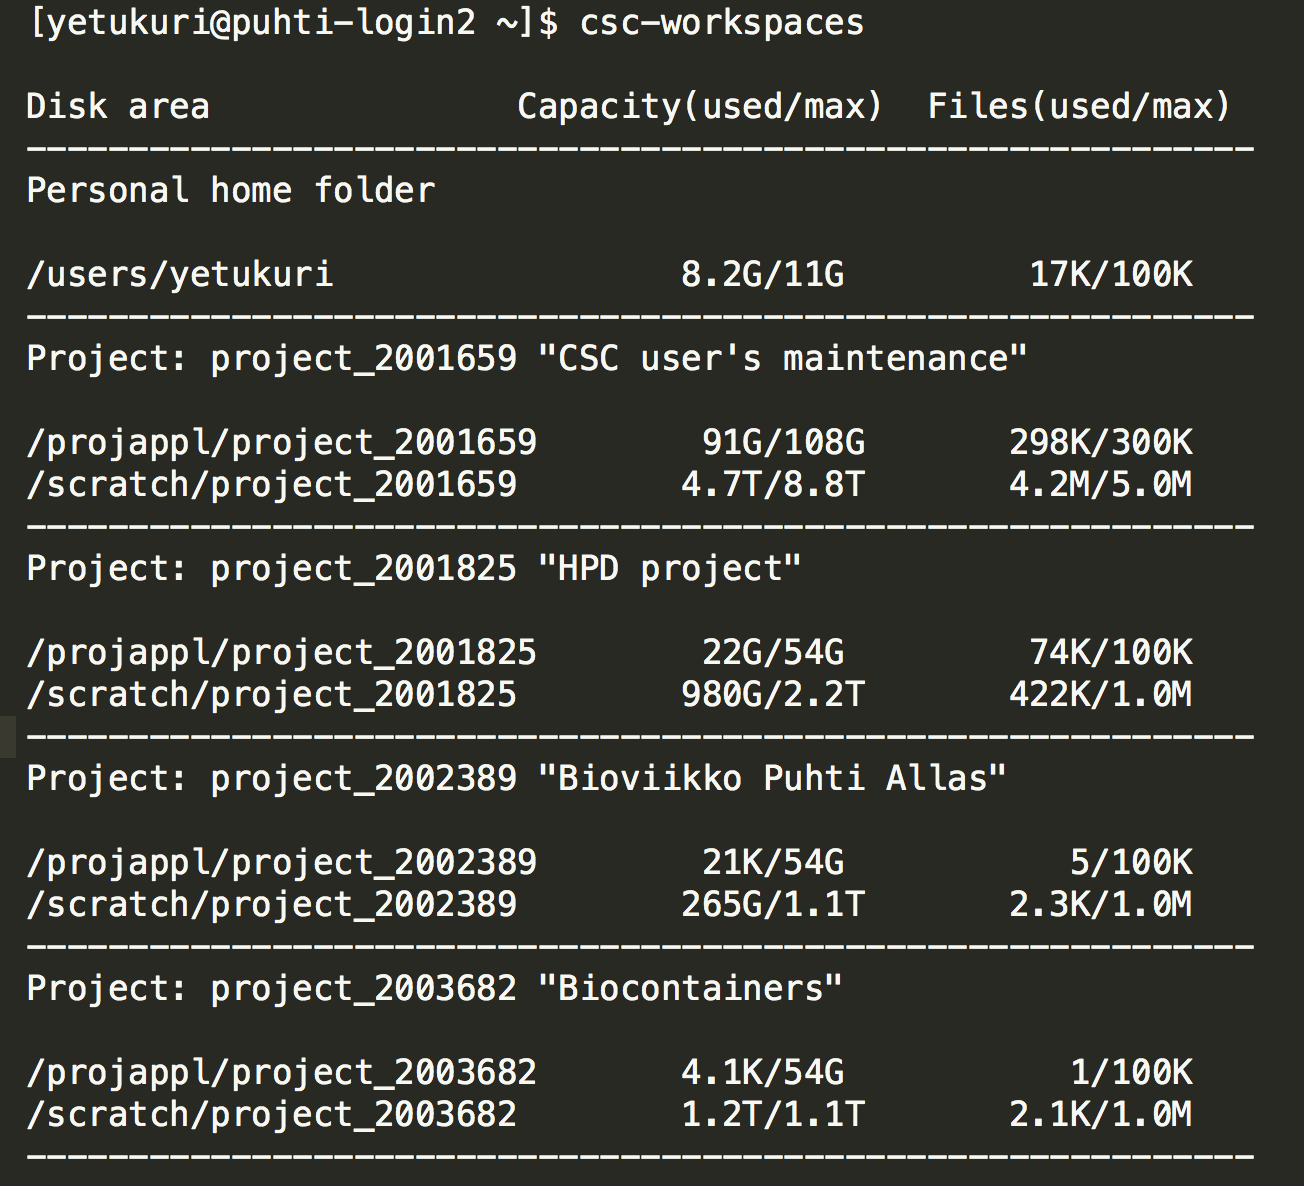 [yetukuri@puhti-login2 ~]$ csc-workspaces
Disk area Capacity(used/max) Files(used/max)
------------------------------------------------------------
Personal home folder
/users/yetukuri 8.2G/11G 17K/100K
------------------------------------------------------------
Project: project_2001659 "CSC user's maintenance"
/projappl/project_2001659 91G/108G 298K/300K
/scratch/project_2001659 4.7T/8.8T 4.2M/5.0M
------------------------------------------------------------
Project: project_2001825 "HPD project"
/projappl/project_2001825 22G/54G 74K/100K
/scratch/project_2001825 980G/2.2T 422K/1.0M
------------------------------------------------------------
Project: project_2002389 "Bioviikko Puhti Allas"
/projappl/project_2002389 21K/54G 5/100K
/scratch/project_2002389 265G/1.1T 2.3K/1.0M
------------------------------------------------------------
Project: project_2003682 "Biocontainers"
/projappl/project_2003682 4.1K/54G 1/100K
/scratch/project_2003682 1.2T/1.1T 2.1K/1.0M
------------------------------------------------------------